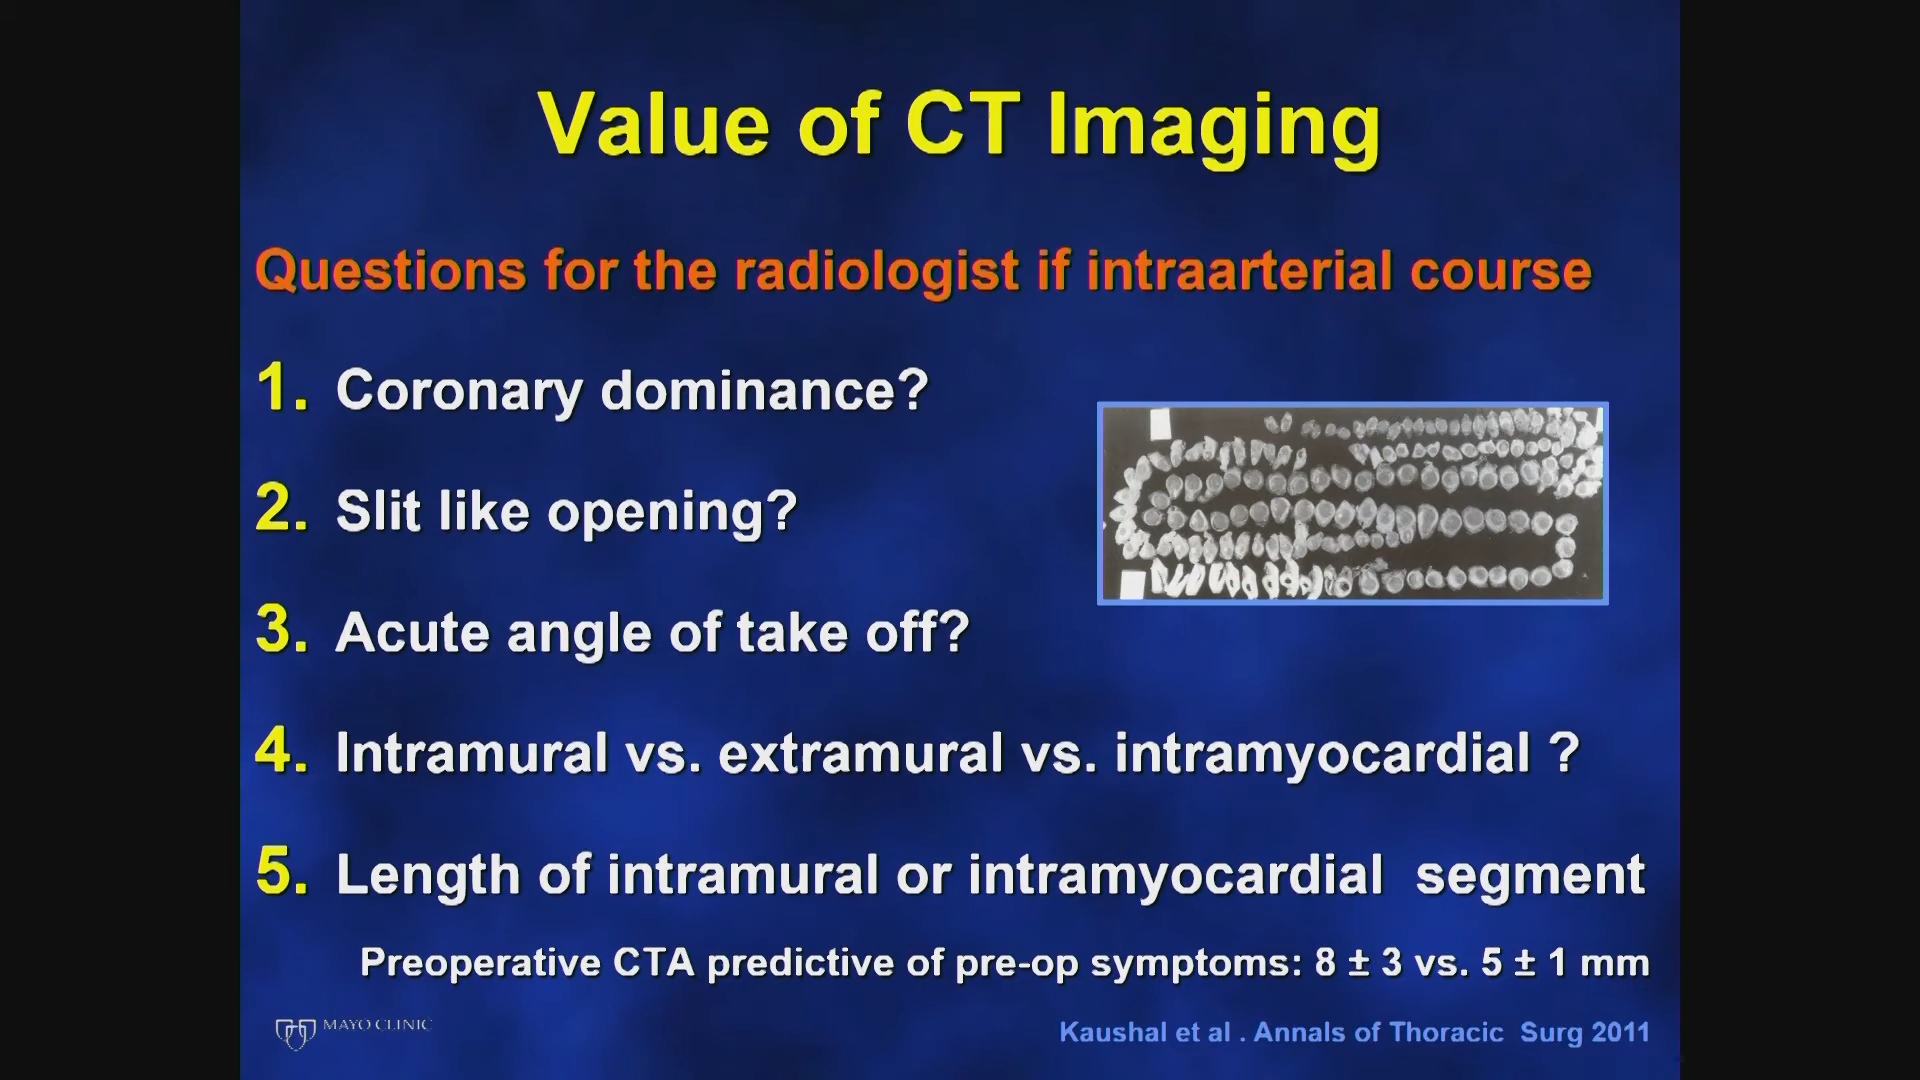 Value of CT Imaging
Questions for the radiologist if intraarterial course
1. Coronary dominance?
2. Slit like opening?
3. Acute angle of take off?
4. Intramural vs. extramural vs. intramyocardial ?
5. Length of intramural or intramyocardial segment
Preoperative CTA predictive of pre-op symptoms: 8 ± 3 vs. 5 ± 1 mm
MAYO CLINIC
Kaushal et al . Annals of Thoracic Surg 2011